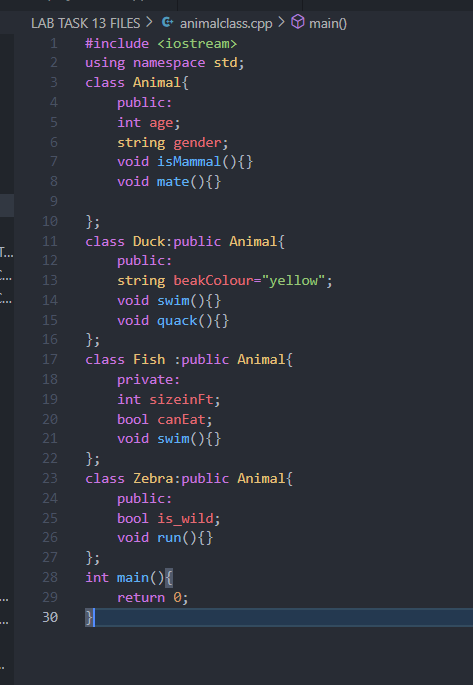 LAB TASK 13 FILES > C++ animalclass.cpp > main()
1 #include <iostream>
2 using namespace std;
3 class Animal{
4 public:
5 int age;
6 string gender;
7 void isMammal(){}
8 void mate(){}
9
10 };
11 class Duck:public Animal{
12 public:
13 string beakColour="yellow";
14 void swim(){}
15 void quack(){}
16 };
17 class Fish :public Animal{
18 private:
19 int sizeinFt;
20 bool canEat;
21 void swim(){}
22 };
23 class Zebra:public Animal{
24 public:
25 bool is_wild;
26 void run(){}
27 };
28 int main(){
29 return 0;
30 }